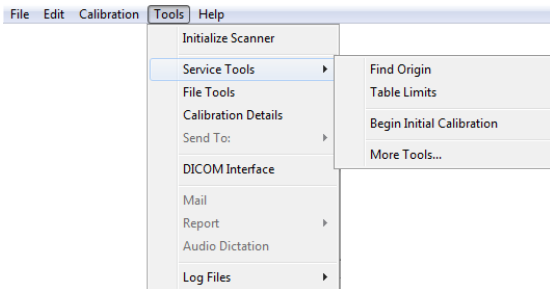 File Edit Calibration Tools Help
Initialize Scanner
Service Tools
File Tools
Calibration Details
Send To:
DICOM Interface
Mail
Report
Audio Dictation
Log Files
Find Origin
Table Limits
Begin Initial Calibration
More Tools...